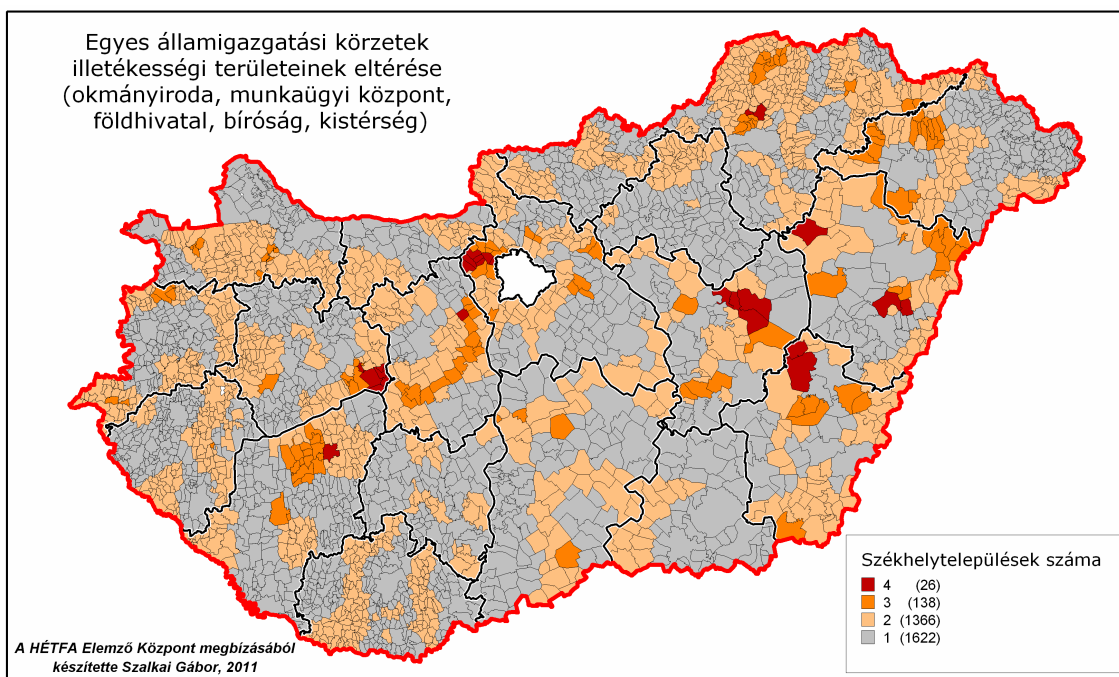 Egyes államigazgatási körzetek
illetékességi területeinek eltérése
(okmányiroda, munkaügyi központ,
földhivatal, bíróság, kistérség)
Székhelytelepülések száma
4 (26)
3 (138)
2 (1366)
1 (1622)
A HÉTFA Elemző Központ megbízásából
készítette Szalkai Gábor, 2011